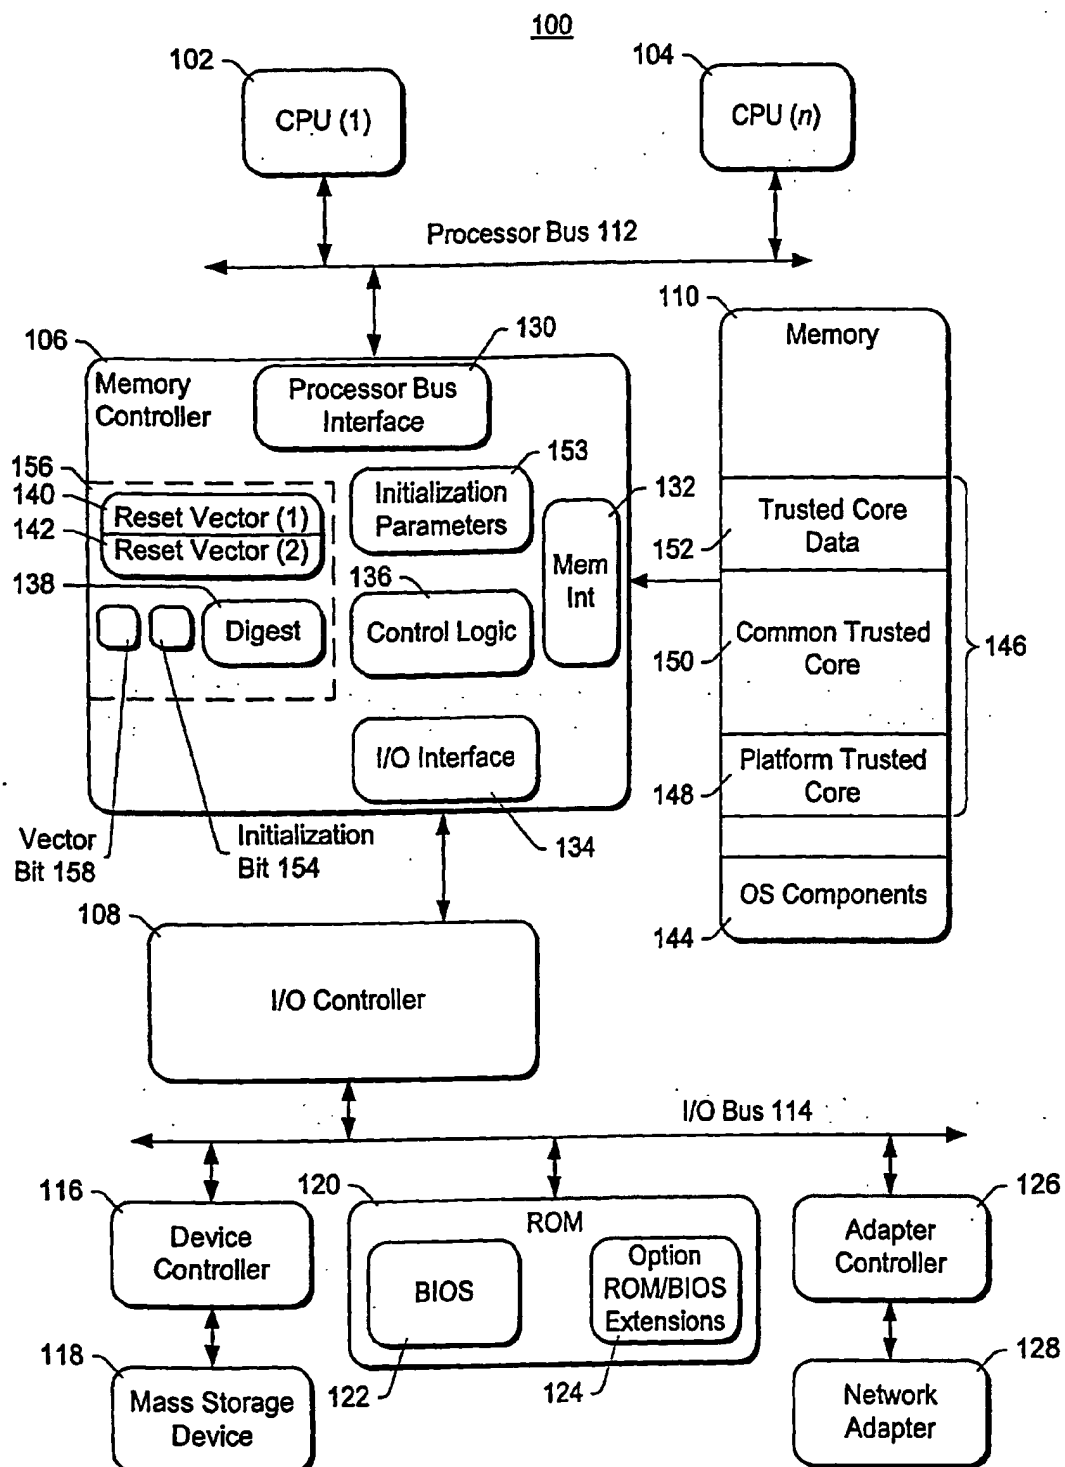 100
102
CPU (1)
104
CPU (n)
Processor Bus 112
106
Memory
Controller
130
Processor Bus
Interface
110
Memory
156
140
Reset Vector (1)
142
Reset Vector (2)
138
Digest
153
Initialization
Parameters
136
Control Logic
132
Mem
Int
I/O Interface
134
Vector
Bit 158
Initialization
Bit 154
152
Trusted Core
Data
150
Common Trusted
Core
146
148
Platform Trusted
Core
OS Components
144
108
I/O Controller
I/O Bus 114
116
Device
Controller
118
Mass Storage
Device
120
ROM
BIOS
122
Option
ROM/BIOS
Extensions
124
126
Adapter
Controller
128
Network
Adapter